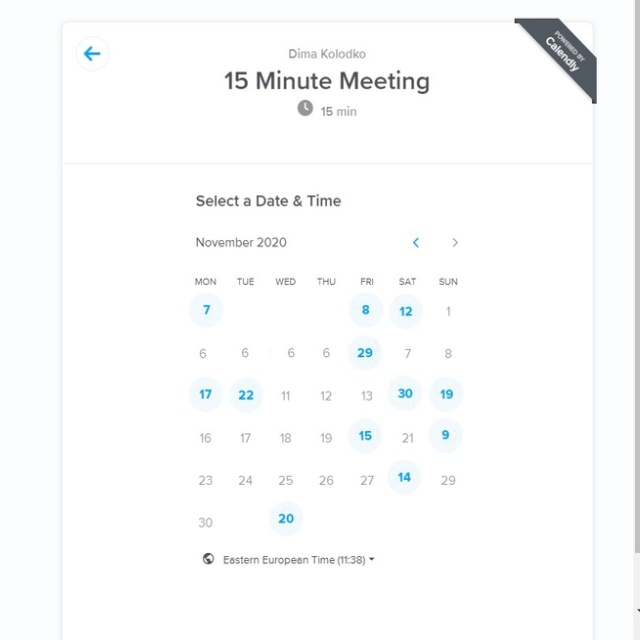 Dima Kolodko
15 Minute Meeting
15 min
POWERED BY
Calendly
Select a Date & Time
November 2020
MON TUE WED THU FRI SAT SUN
7 8 12 1
6 6 6 6 29 7 8
17 22 11 12 13 30 19
16 17 18 19 15 21 9
23 24 25 26 27 14 29
30 20
Eastern European Time (11:38)